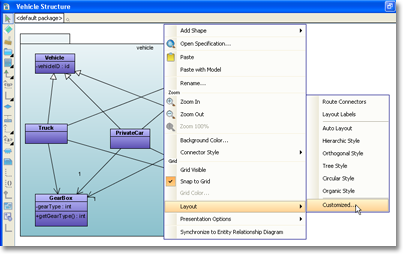 Vehicle Structure
<default package>
vehicle
Vehicle
-vehicleID : id
Truck
PrivateCar
1
1
GearBox
-gearType : int
+getGearType() : int
Add Shape
Open Specification...
Paste
Paste with Model
Rename...
Zoom
Zoom In
Zoom Out
Zoom 100%
Background Color...
Connector Style
Grid
Grid Visible
Snap to Grid
Grid Color...
Layout
Presentation Options
Synchronize to Entity Relationship Diagram
Route Connectors
Layout Labels
Auto Layout
Hierarchic Style
Orthogonal Style
Tree Style
Circular Style
Organic Style
Customized...